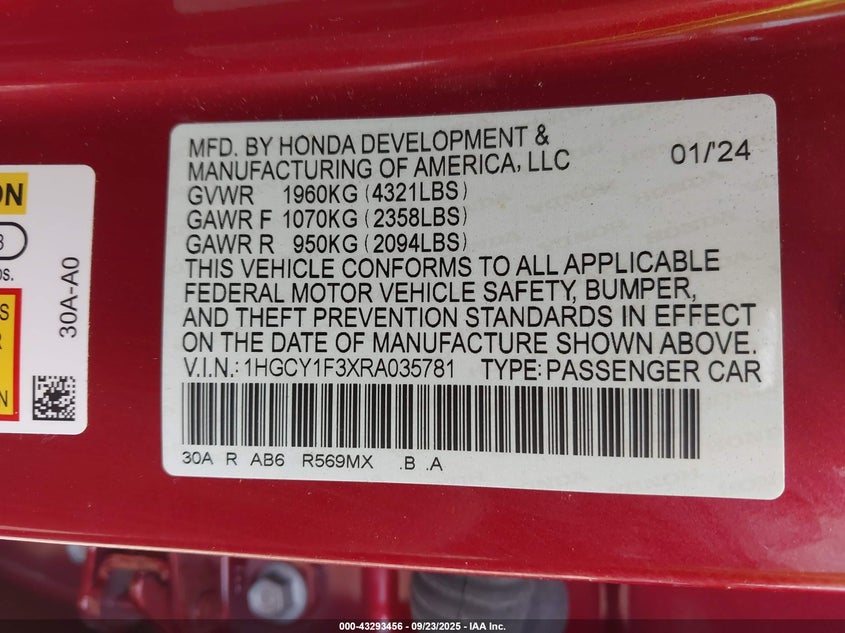 MFD. BY HONDA DEVELOPMENT &
MANUFACTURING OF AMERICA, LLC 01/'24
GVWR 1960KG (4321LBS)
GAWR F 1070KG (2358LBS)
GAWR R 950KG (2094LBS)
THIS VEHICLE CONFORMS TO ALL APPLICABLE
FEDERAL MOTOR VEHICLE SAFETY, BUMPER,
AND THEFT PREVENTION STANDARDS IN EFFECT
ON THE DATE OF MANUFACTURE SHOWN ABOVE.
V.I.N.: 1HGCY1F3XRA035781 TYPE: PASSENGER CAR
30A R AB6 R569MX .B .A
30A-A0
000-43293456 - 09/23/2025 - IAA Inc.